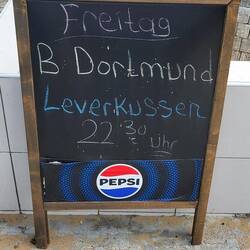 Freitag
B Dortmund
Leverkussen
22 30 Uhr
PEPSI